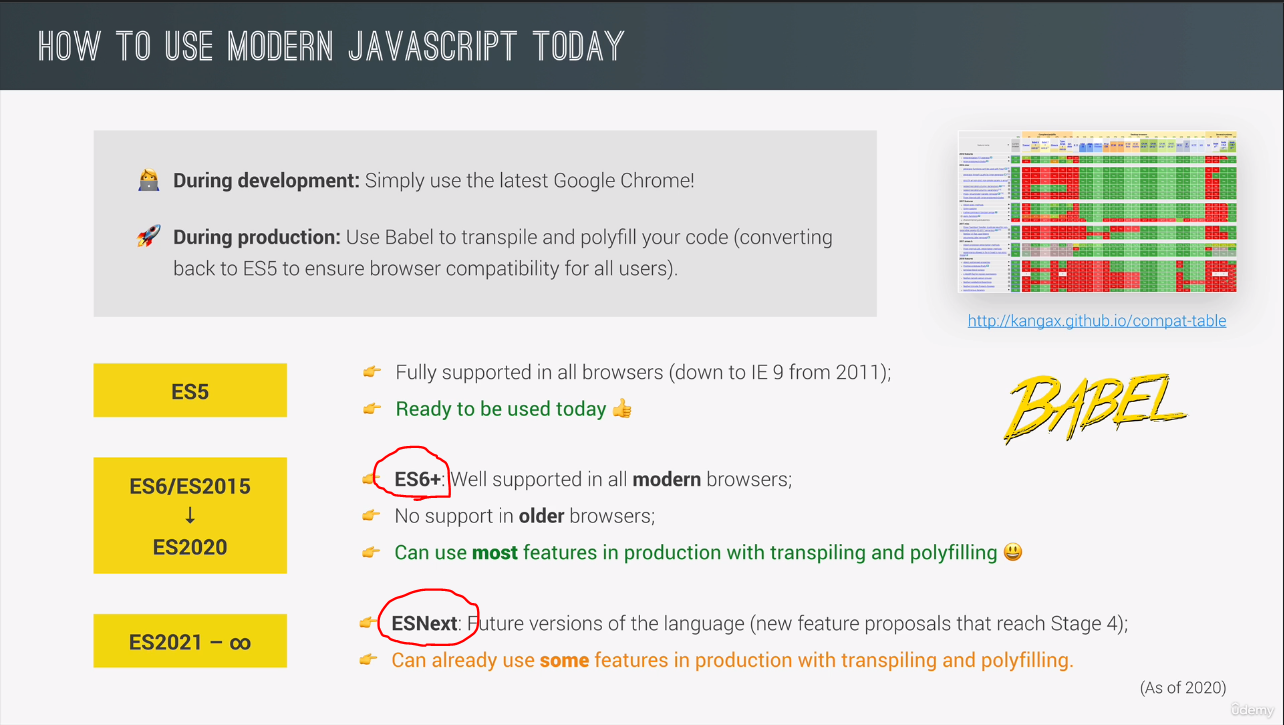 HOW TO USE MODERN JAVASCRIPT TODAY
During development: Simply use the latest Google Chrome!
During production: Use Babel to transpile and polyfill your code (converting
back to ES5 to ensure browser compatibility for all users).
http://kangax.github.io/compat-table
ES5
Fully supported in all browsers (down to IE 9 from 2011);
Ready to be used today 👍
BABEL
ES6/ES2015
↓
ES2020
ES6+: Well supported in all modern browsers;
No support in older browsers;
Can use most features in production with transpiling and polyfilling 😃
ES2021 – ∞
ESNext: Future versions of the language (new feature proposals that reach Stage 4);
Can already use some features in production with transpiling and polyfilling.
(As of 2020)
ûdemy